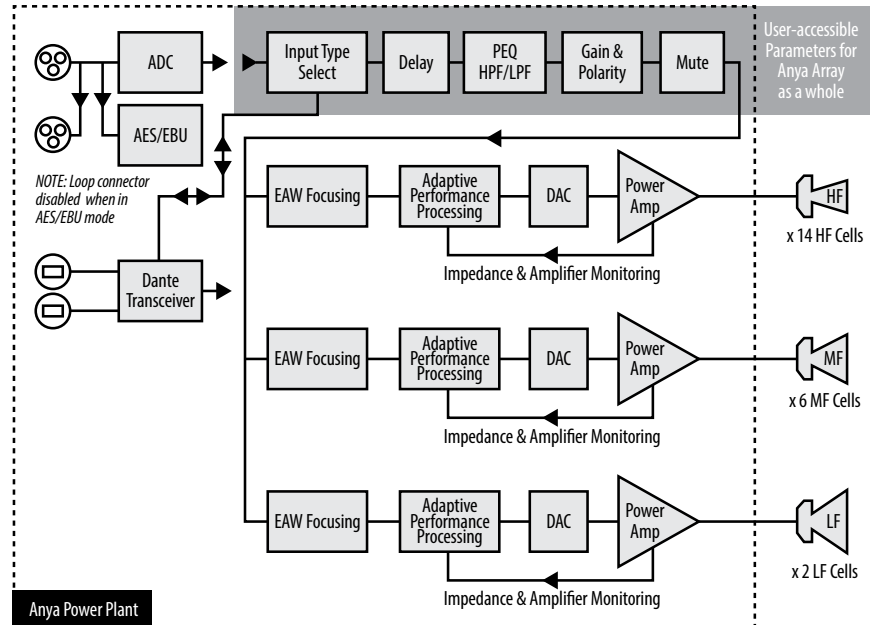 ADC
Input Type
Select
Delay
PEQ
HPF/LPF
Gain &
Polarity
Mute
User-accessible
Parameters for
Anya Array
as a whole
AES/EBU
NOTE: Loop connector
disabled when in
AES/EBU mode
Dante
Transceiver
EAW Focusing
Adaptive
Performance
Processing
DAC
Power
Amp
HF
x 14 HF Cells
Impedance & Amplifier Monitoring
EAW Focusing
Adaptive
Performance
Processing
DAC
Power
Amp
MF
x 6 MF Cells
Impedance & Amplifier Monitoring
EAW Focusing
Adaptive
Performance
Processing
DAC
Power
Amp
LF
x 2 LF Cells
Impedance & Amplifier Monitoring
Anya Power Plant